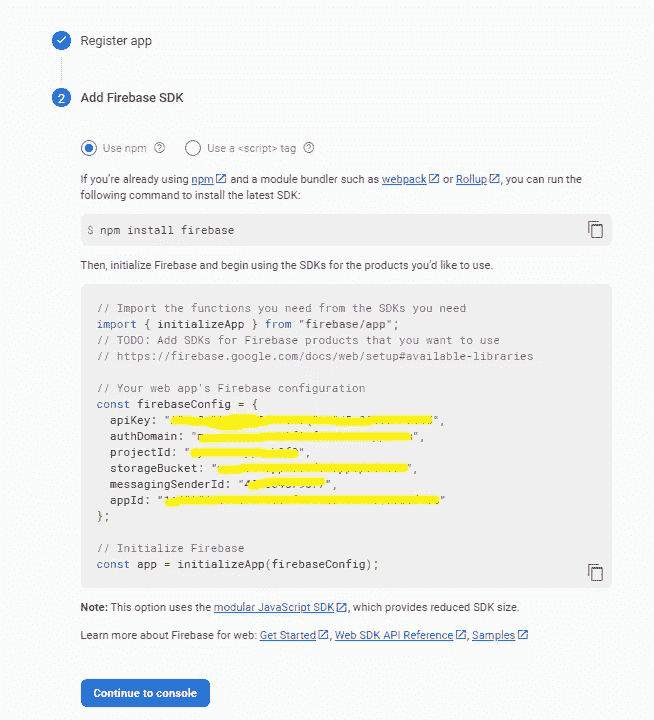 Register app
2 Add Firebase SDK
Use npm Use a <script> tag
If you're already using npm and a module bundler such as webpack or Rollup, you can run the
following command to install the latest SDK:
$ npm install firebase
Then, initialize Firebase and begin using the SDKs for the products you'd like to use.
// Import the functions you need from the SDKs you need
import { initializeApp } from "firebase/app";
// TODO: Add SDKs for Firebase products that you want to use
// https://firebase.google.com/docs/web/setup#available-libraries
// Your web app's Firebase configuration
const firebaseConfig = {
apiKey: "",
authDomain: "",
projectId: "",
storageBucket: "",
messagingSenderId: "",
appId: ""
};
// Initialize Firebase
const app = initializeApp(firebaseConfig);
Note: This option uses the modular JavaScript SDK, which provides reduced SDK size.
Learn more about Firebase for web: Get Started, Web SDK API Reference, Samples
Continue to console